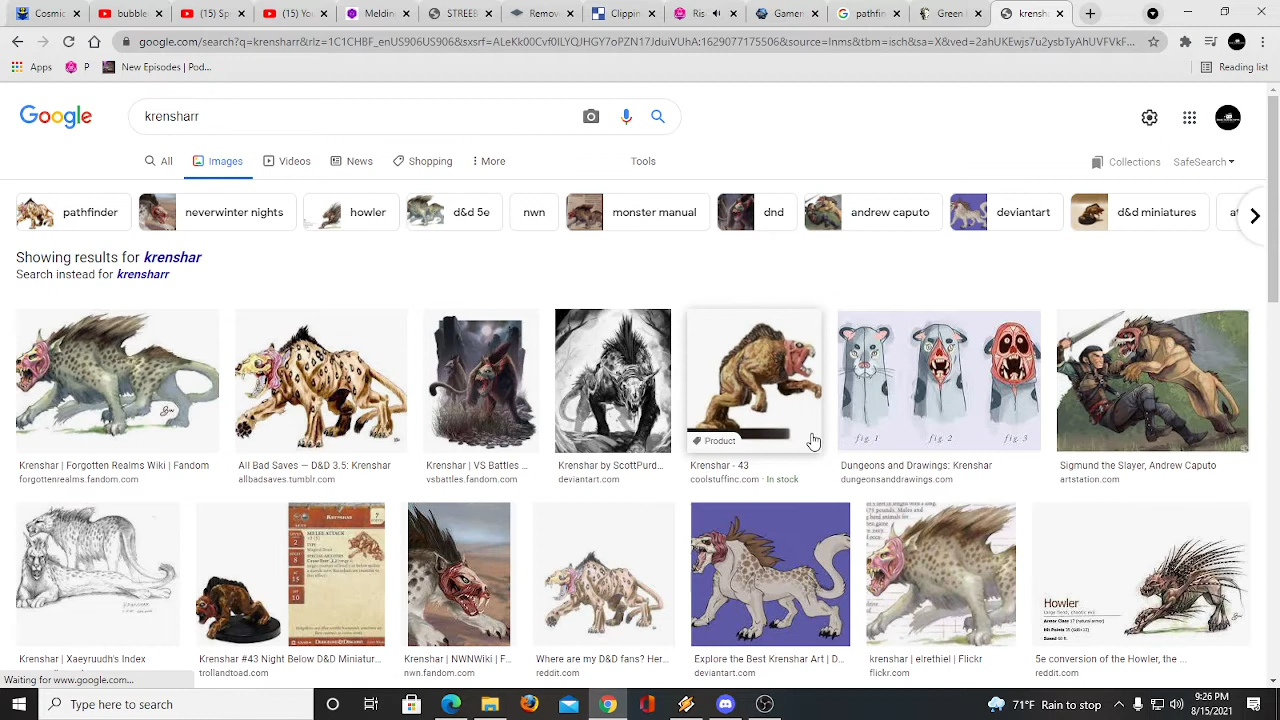 Cosmic
bubble
(15) Sp
(15) You
Meldin
STREET
Remov
Clippin
Ris
Gamer
pathfin
Green
krensh
google.com/search?q=krensharr&rlz=1C1CHBF_enUS906US906&sxsrf=ALeKk00Cvf0ILYQJHGY7oPZN17JduiVUhA:1629077175506&source=lnms&tbm=isch&sa=X&ved=2ahUKEwjs7u2ysbTyAhUVFVkF...
Apps P New Episodes | Pod... Reading list
Google krensharr
All Images Videos News Shopping More Tools Collections SafeSearch
pathfinder neverwinter nights howler d&d 5e nwn monster manual dnd andrew caputo deviantart d&d miniatures
Showing results for krenshar
Search instead for krensharr
Product
fig. 1 fig. 2 fig. 3
Krenshar | Forgotten Realms Wiki | Fandom
forgottenrealms.fandom.com
All Bad Saves — D&D 3.5: Krenshar
allbadsaves.tumblr.com
Krenshar | VS Battles ...
vsbattles.fandom.com
Krenshar by ScottPurd...
deviantart.com
Krenshar - 43
coolstuffinc.com · In stock
Dungeons and Drawings: Krenshar
dungeonsanddrawings.com
Sigmund the Slayer, Andrew Caputo
artstation.com
Krenshar
MELEE ATTACK
Howler
Krenshar | Xaeyruudh's Index
Krenshar #43 Night Below D&D Miniatur...
trollandtoad.com
Krenshar | NWNWiki | F...
nwn.fandom.com
Where are my D&D fans? Her...
reddit.com
Explore the Best Krenshar Art | D...
deviantart.com
krenshar | elrethiel | Flickr
flickr.com
5e conversion of the Howler, the ...
reddit.com
Waiting for www.google.com...
Type here to search
71°F Rain to stop
9:26 PM
8/15/2021